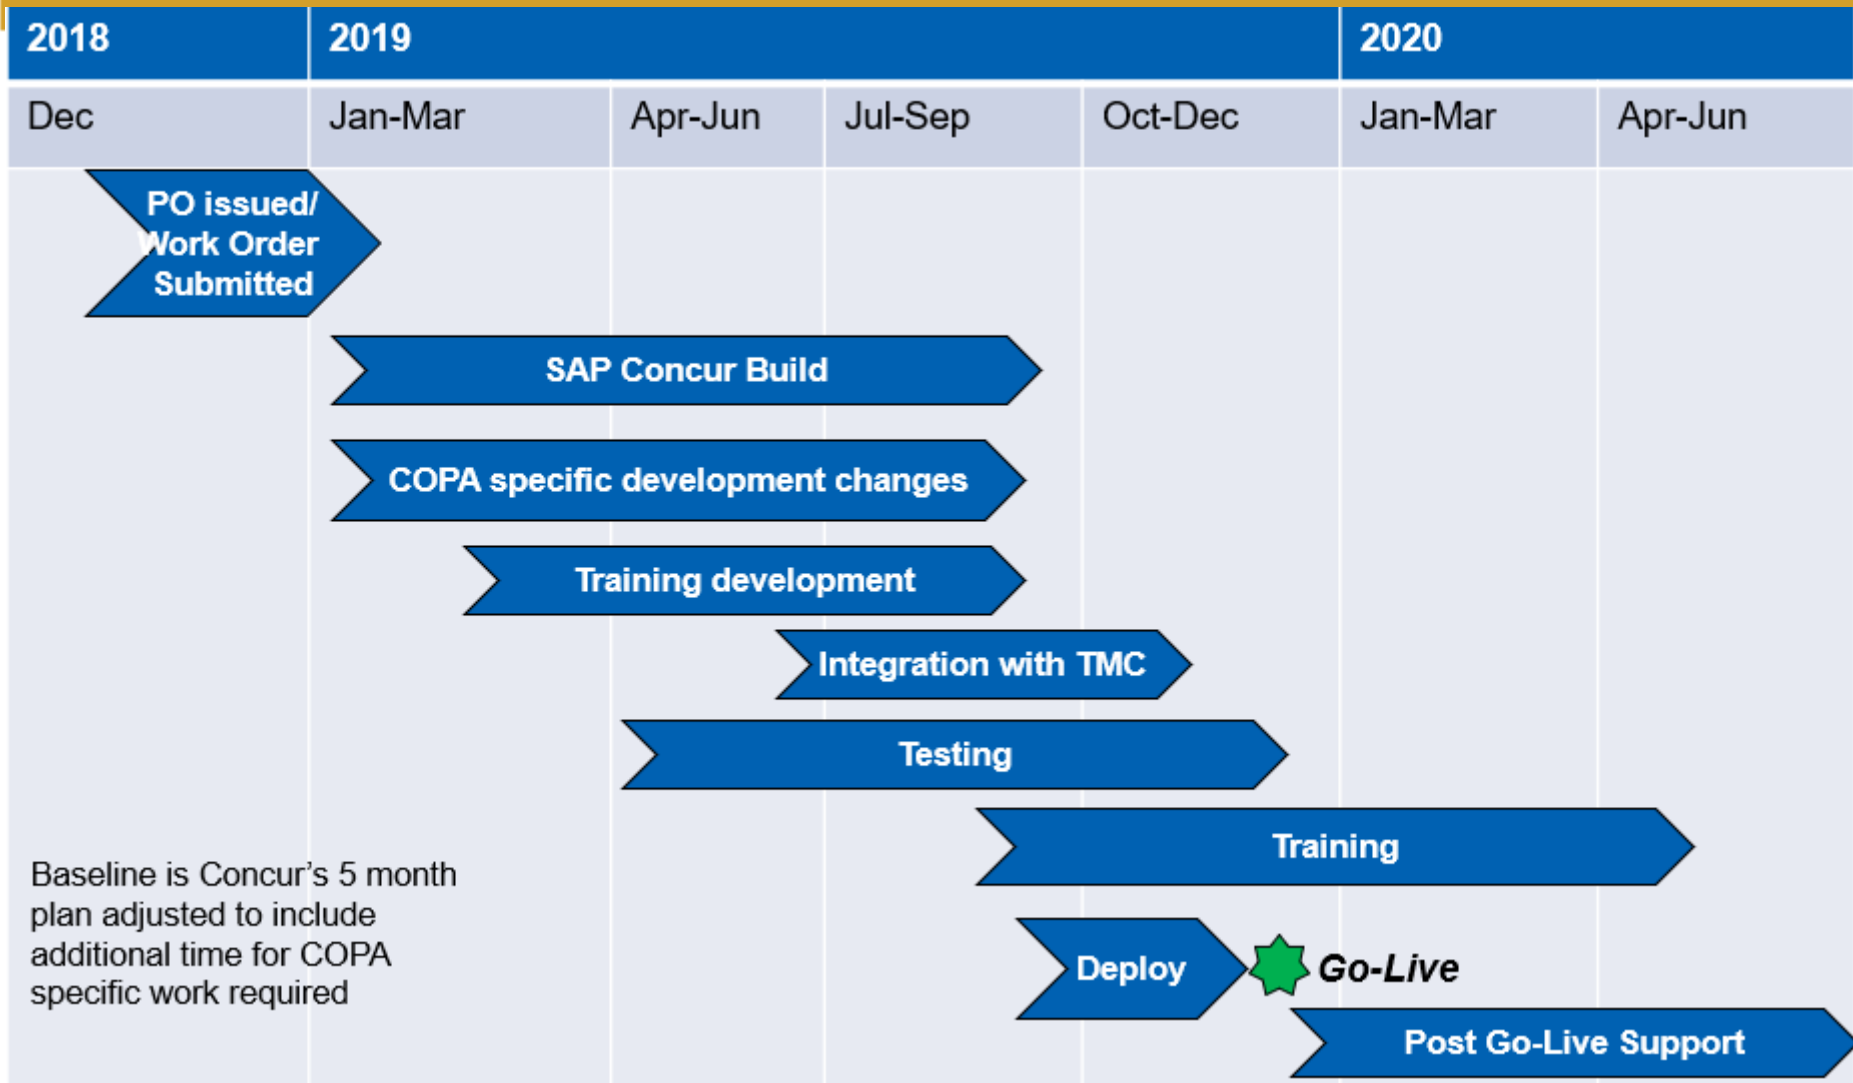 2018 2019 2020
Dec Jan-Mar Apr-Jun Jul-Sep Oct-Dec Jan-Mar Apr-Jun
PO issued/
Work Order
Submitted
SAP Concur Build
COPA specific development changes
Training development
Integration with TMC
Testing
Training
Baseline is Concur’s 5 month
plan adjusted to include
additional time for COPA
specific work required
Deploy
Go-Live
Post Go-Live Support